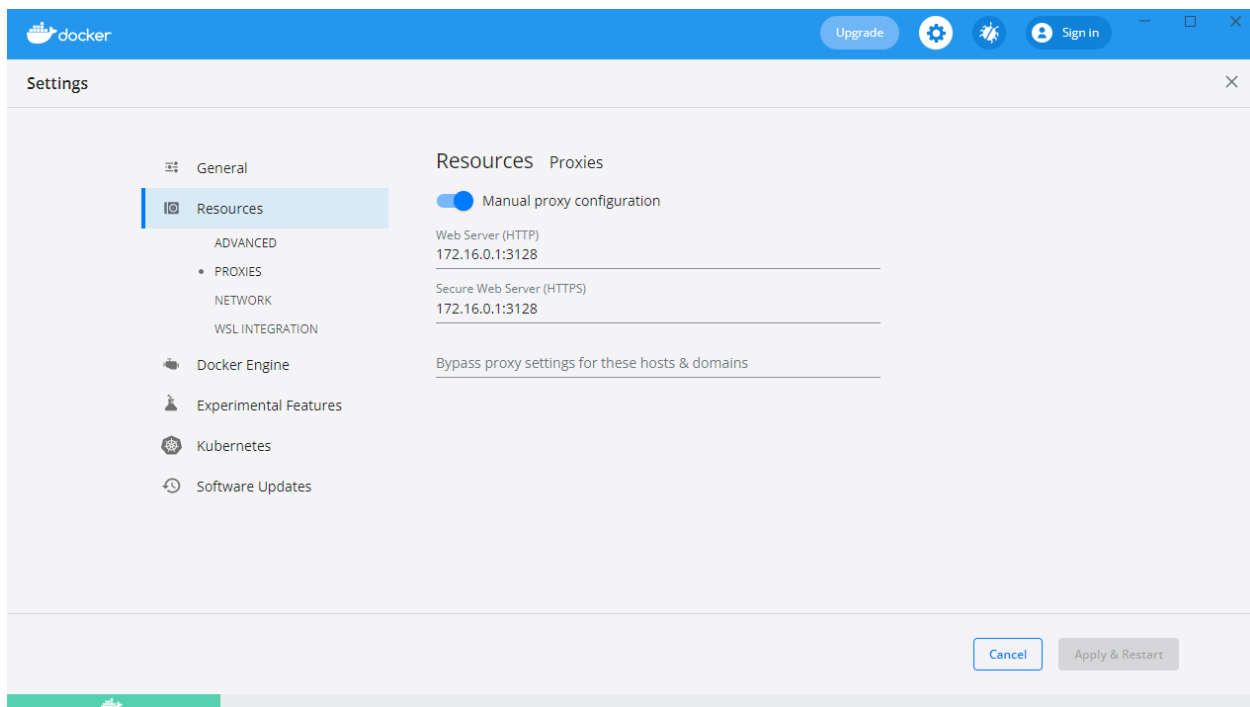 docker
Upgrade
Sign in
Settings
General
Resources
ADVANCED
PROXIES
NETWORK
WSL INTEGRATION
Docker Engine
Experimental Features
Kubernetes
Software Updates
Resources Proxies
Manual proxy configuration
Web Server (HTTP)
172.16.0.1:3128
Secure Web Server (HTTPS)
172.16.0.1:3128
Bypass proxy settings for these hosts & domains
Cancel
Apply & Restart